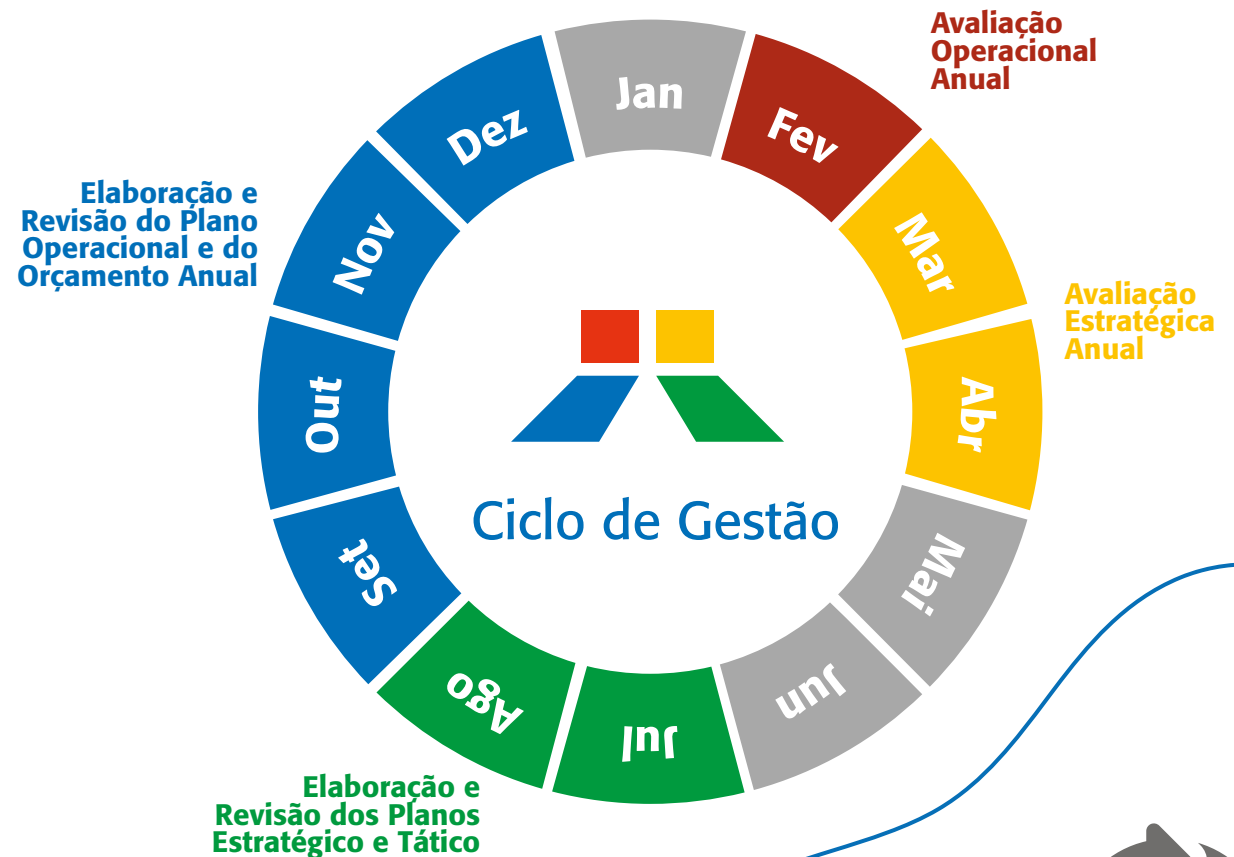 Jan
Fev
Mar
Abr
Mai
Jun
Jul
Ago
Set
Out
Nov
Dez
Avaliação
Operacional
Anual
Avaliação
Estratégica
Anual
Elaboração e
Revisão dos Planos
Estratégico e Tático
Elaboração e
Revisão do Plano
Operacional e do
Orçamento Anual
Ciclo de Gestão